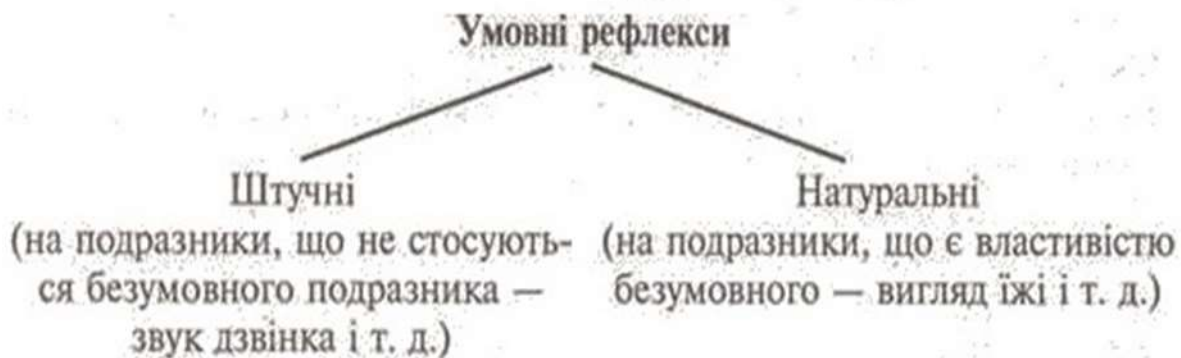 Умовні рефлекси
Штучні
(на подразники, що не стосують-
ся безумовного подразника —
звук дзвінка і т. д.)
Натуральні
(на подразники, що є властивістю
безумовного — вигляд їжі і т. д.)